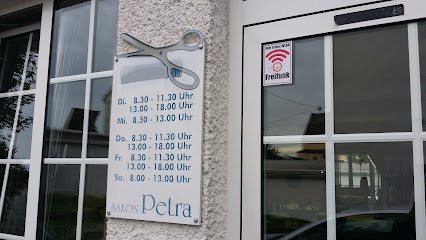 Di. 8.30 - 11.30 Uhr
13.00 - 18.00 Uhr
Mi. 8.30 - 13.00 Uhr
Do. 8.30 - 11.30 Uhr
13.00 - 18.00 Uhr
Fr. 8.30 - 11.30 Uhr
13.00 - 18.00 Uhr
Sa. 8.00 - 13.00 Uhr
SALON Petra
Freifunk